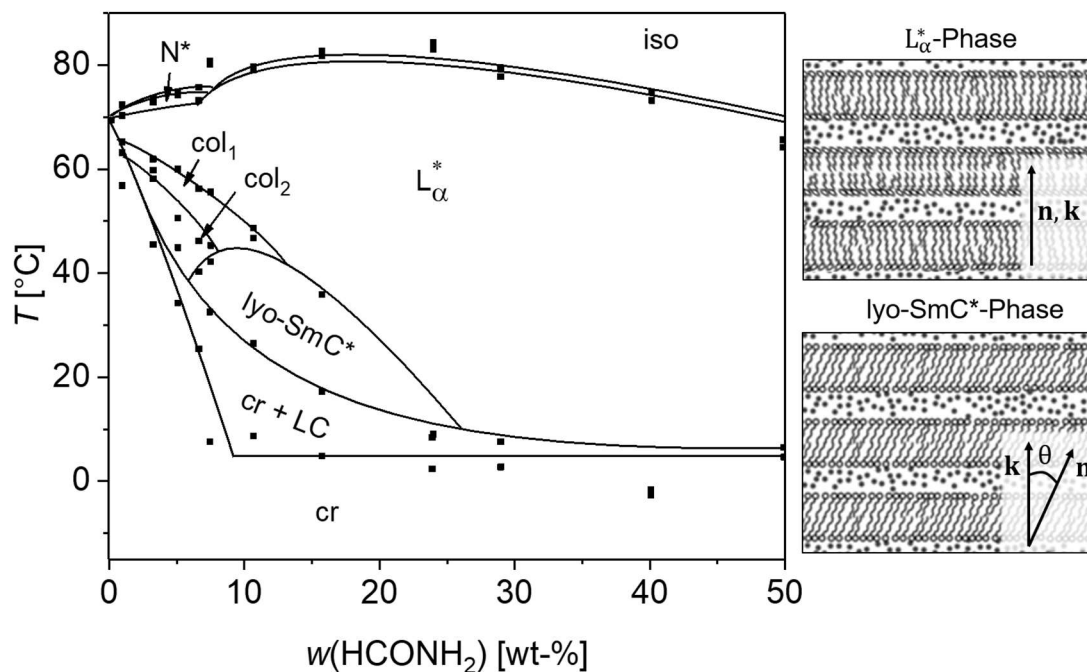 T [°C]
80
60
40
20
0
0 10 20 30 40 50
w(HCONH₂) [wt-%]
N*
iso
col₁
col₂
L*α
lyo-SmC*
cr + LC
cr
L*α-Phase
n, k
lyo-SmC*-Phase
k θ n